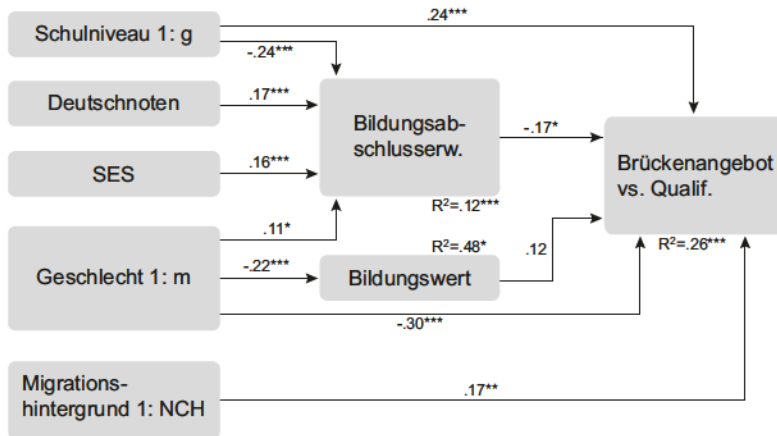 Schulniveau 1: g
.24***
-.24***
Deutschnoten
.17***
Bildungsab-
schlusserw.
-.17*
Brückenangebot
vs. Qualif.
SES
.16***
R²=.12***
.11*
R²=.48*
.12
R²=.26***
Geschlecht 1: m
-.22***
Bildungswert
-.30***
Migrations-
hintergrund 1: NCH
.17**